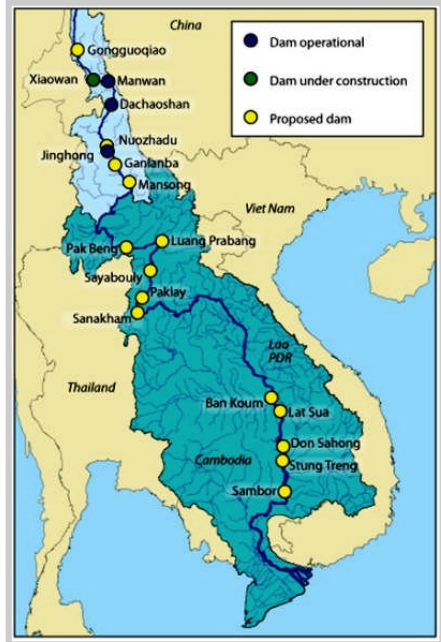 China
Dam operational
Dam under construction
Proposed dam
Gongguoqiao
Xiaowan
Manwan
Dachaoshan
Nuozhadu
Jinghong
Ganlanba
Mansong
Viet Nam
Pak Beng
Luang Prabang
Sayabouly
Paklay
Sanakham
Lao
PDR
Thailand
Ban Koum
Lat Sua
Don Sahong
Cambodia
Stung Treng
Sambor